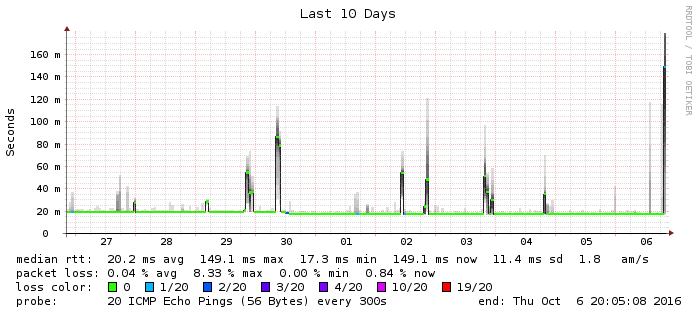 Last 10 Days
RRDTOOL / TOBI OETIKER
Seconds
160 m
140 m
120 m
100 m
80 m
60 m
40 m
20 m
0
27 28 29 30 01 02 03 04 05 06
median rtt: 20.2 ms avg 149.1 ms max 17.3 ms min 149.1 ms now 11.4 ms sd 1.8 am/s
packet loss: 0.04 % avg 8.33 % max 0.00 % min 0.84 % now
loss color: 0 1/20 2/20 3/20 4/20 10/20 19/20
probe: 20 ICMP Echo Pings (56 Bytes) every 300s end: Thu Oct 6 20:05:08 2016